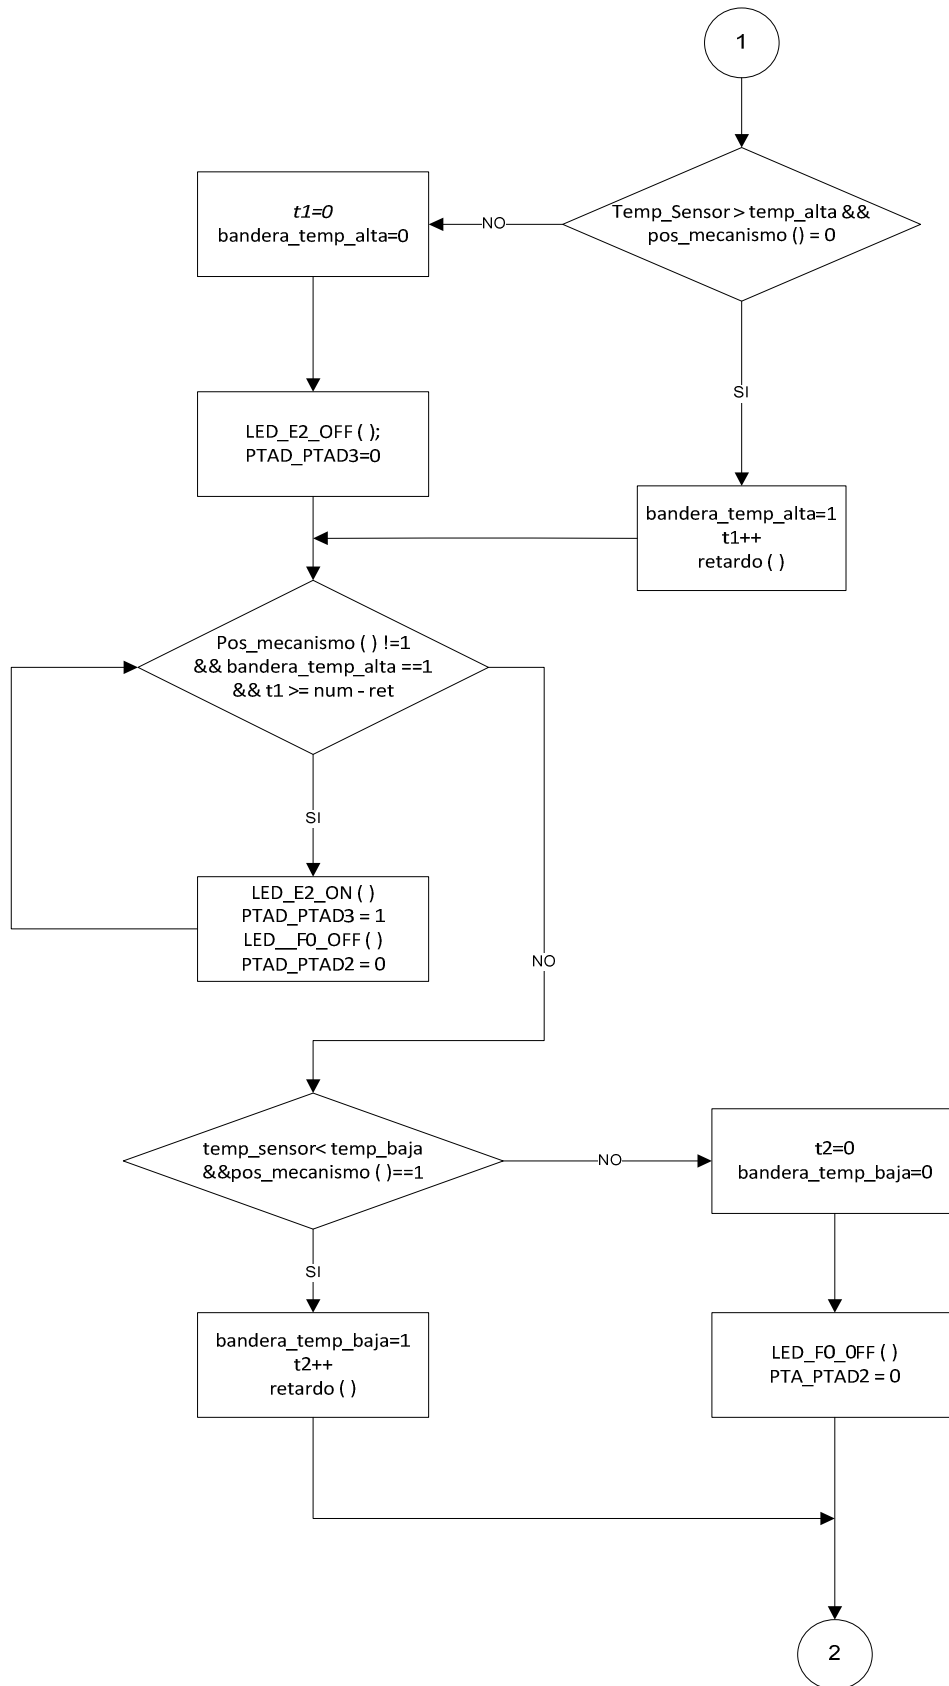 1
Temp_Sensor > temp_alta &&
pos_mecanismo ( ) = 0
NO
t1=0
bandera_temp_alta=0
SI
LED_E2_OFF ( );
PTAD_PTAD3=0
bandera_temp_alta=1
t1++
retardo ( )
Pos_mecanismo ( ) !=1
&& bandera_temp_alta ==1
&& t1 >= num - ret
SI
LED_E2_ON ( )
PTAD_PTAD3 = 1
LED__F0_OFF ( )
PTAD_PTAD2 = 0
NO
temp_sensor< temp_baja
&&pos_mecanismo ( )==1
NO
t2=0
bandera_temp_baja=0
SI
bandera_temp_baja=1
t2++
retardo ( )
LED_F0_0FF ( )
PTA_PTAD2 = 0
2